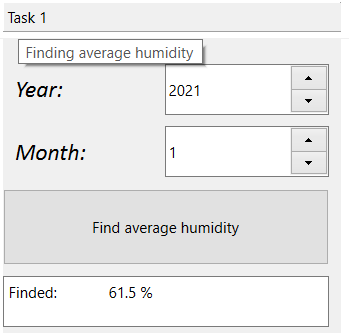 Task 1
Finding average humidity
Year: 2021
Month: 1
Find average humidity
Finded: 61.5 %